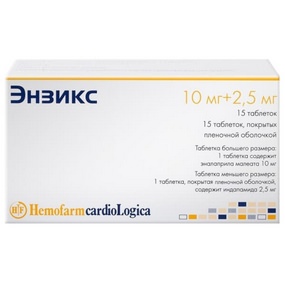 Энзикс
10 мг+2,5 мг
15 таблеток
15 таблеток, покрытых
пленочной оболочкой
Таблетка большего размера:
1 таблетка содержит
эналаприла малеата 10 мг
Таблетка меньшего размера:
1 таблетка, покрытая пленочной оболочкой,
содержит индапамида 2,5 мг
HF HemofarmcardioLogica